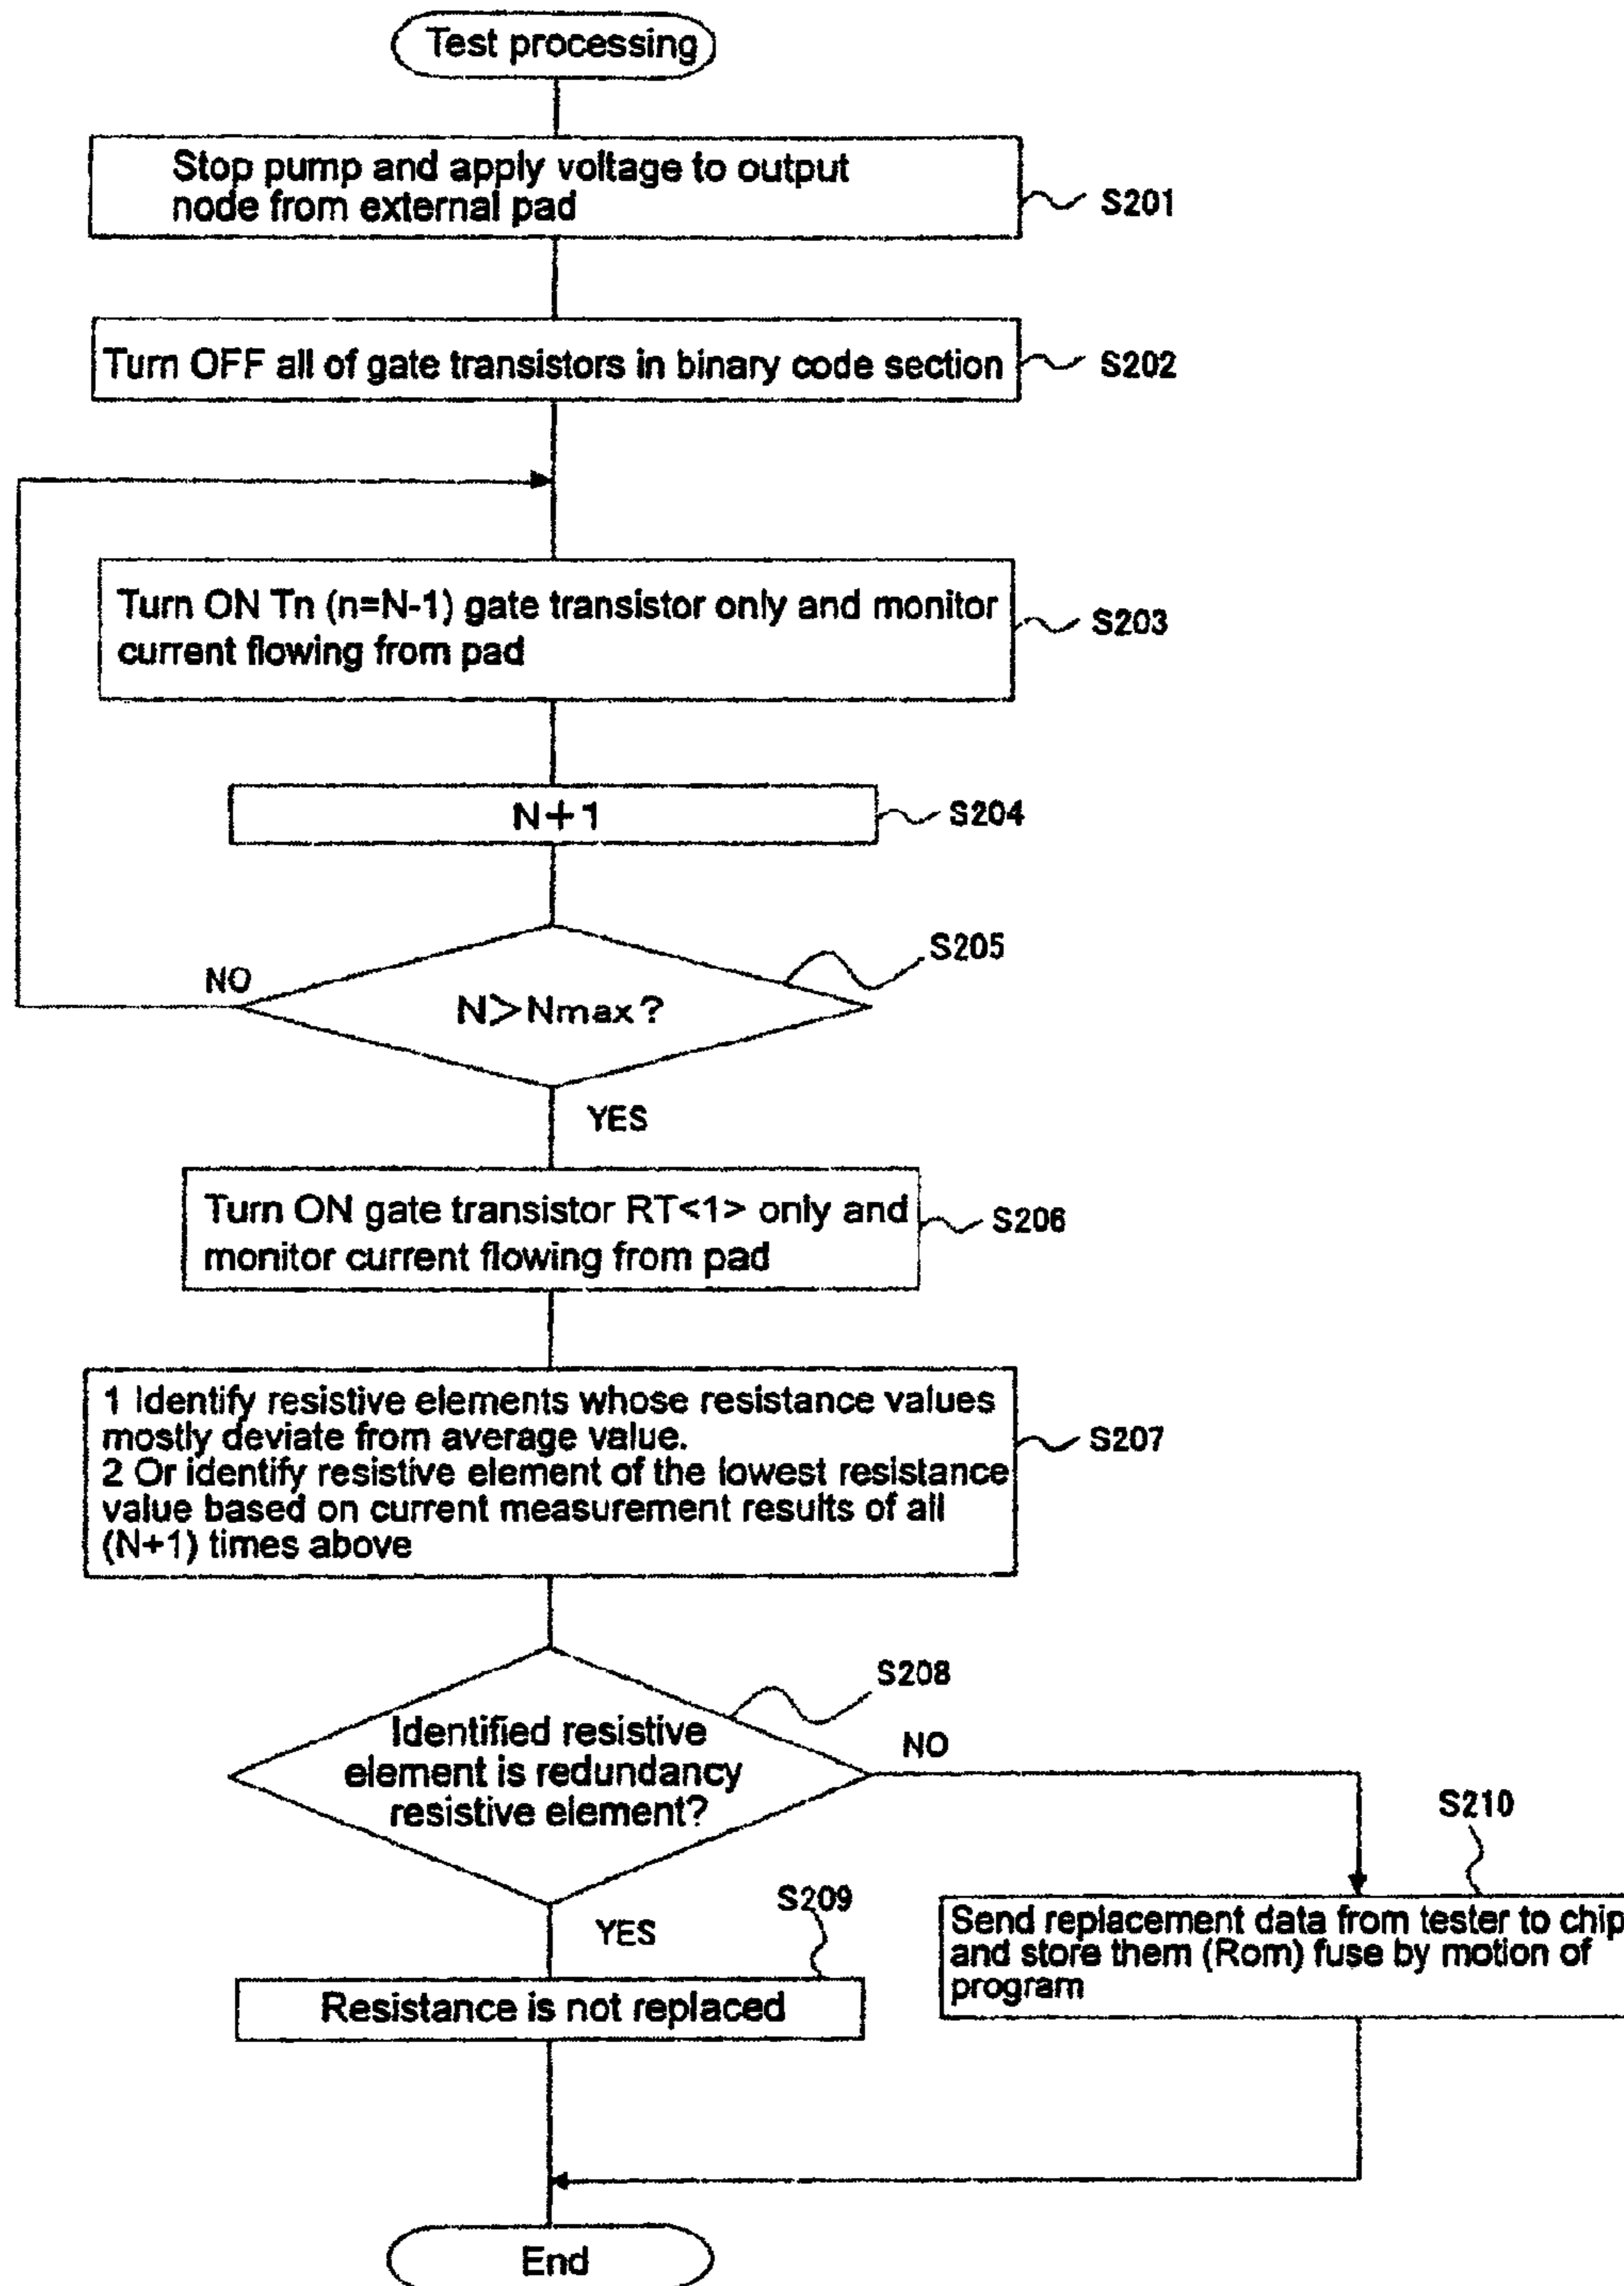 Test processing
Stop pump and apply voltage to output
node from external pad
S201
Turn OFF all of gate transistors in binary code section
S202
Turn ON Tn (n=N-1) gate transistor only and monitor
current flowing from pad
S203
N+1
S204
S205
NO
N>Nmax?
YES
Turn ON gate transistor RT<1> only and
monitor current flowing from pad
S206
1 Identify resistive elements whose resistance values
mostly deviate from average value.
2 Or identify resistive element of the lowest resistance
value based on current measurement results of all
(N+1) times above
S207
S208
Identified resistive
element is redundancy
resistive element?
NO
S210
YES
S209
Send replacement data from tester to chip
and store them (Rom) fuse by motion of
program
Resistance is not replaced
End